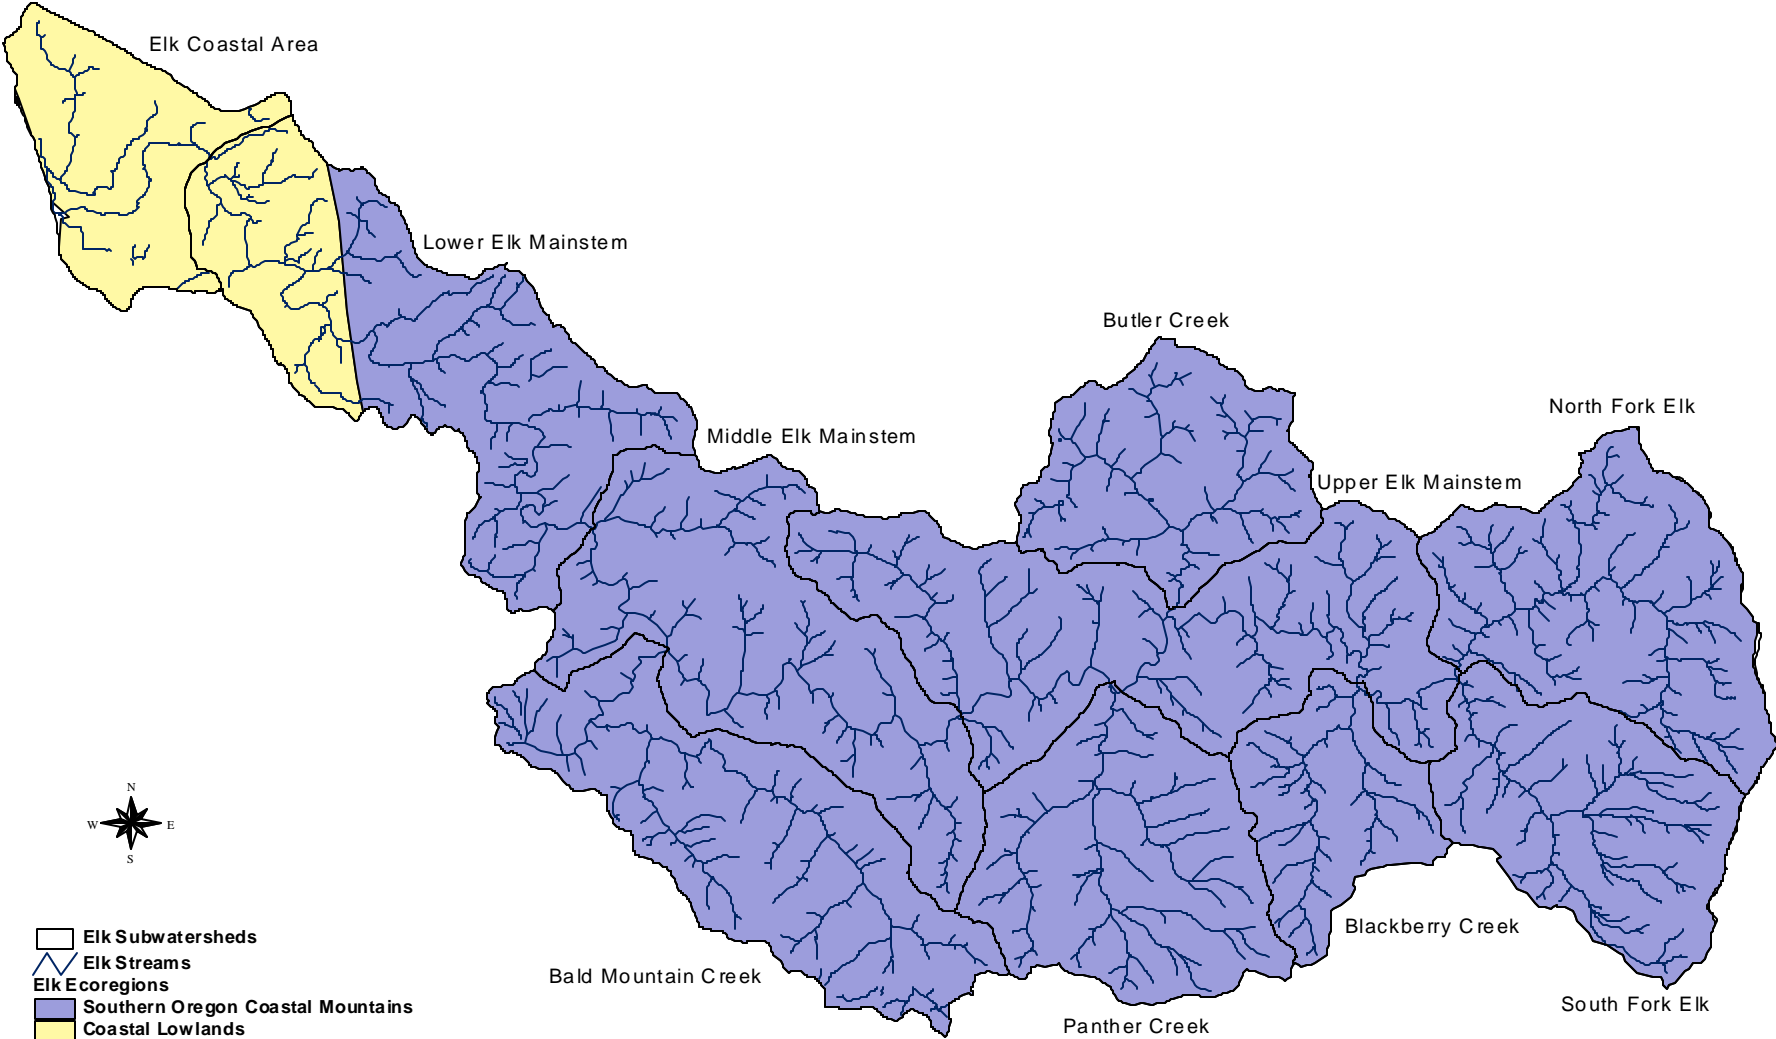 Elk Coastal Area
Lower Elk Mainstem
Butler Creek
North Fork Elk
Middle Elk Mainstem
Upper Elk Mainstem
N
W E
S
Blackberry Creek
Bald Mountain Creek
South Fork Elk
Panther Creek
Elk Subwatersheds
Elk Streams
Elk Ecoregions
Southern Oregon Coastal Mountains
Coastal Lowlands